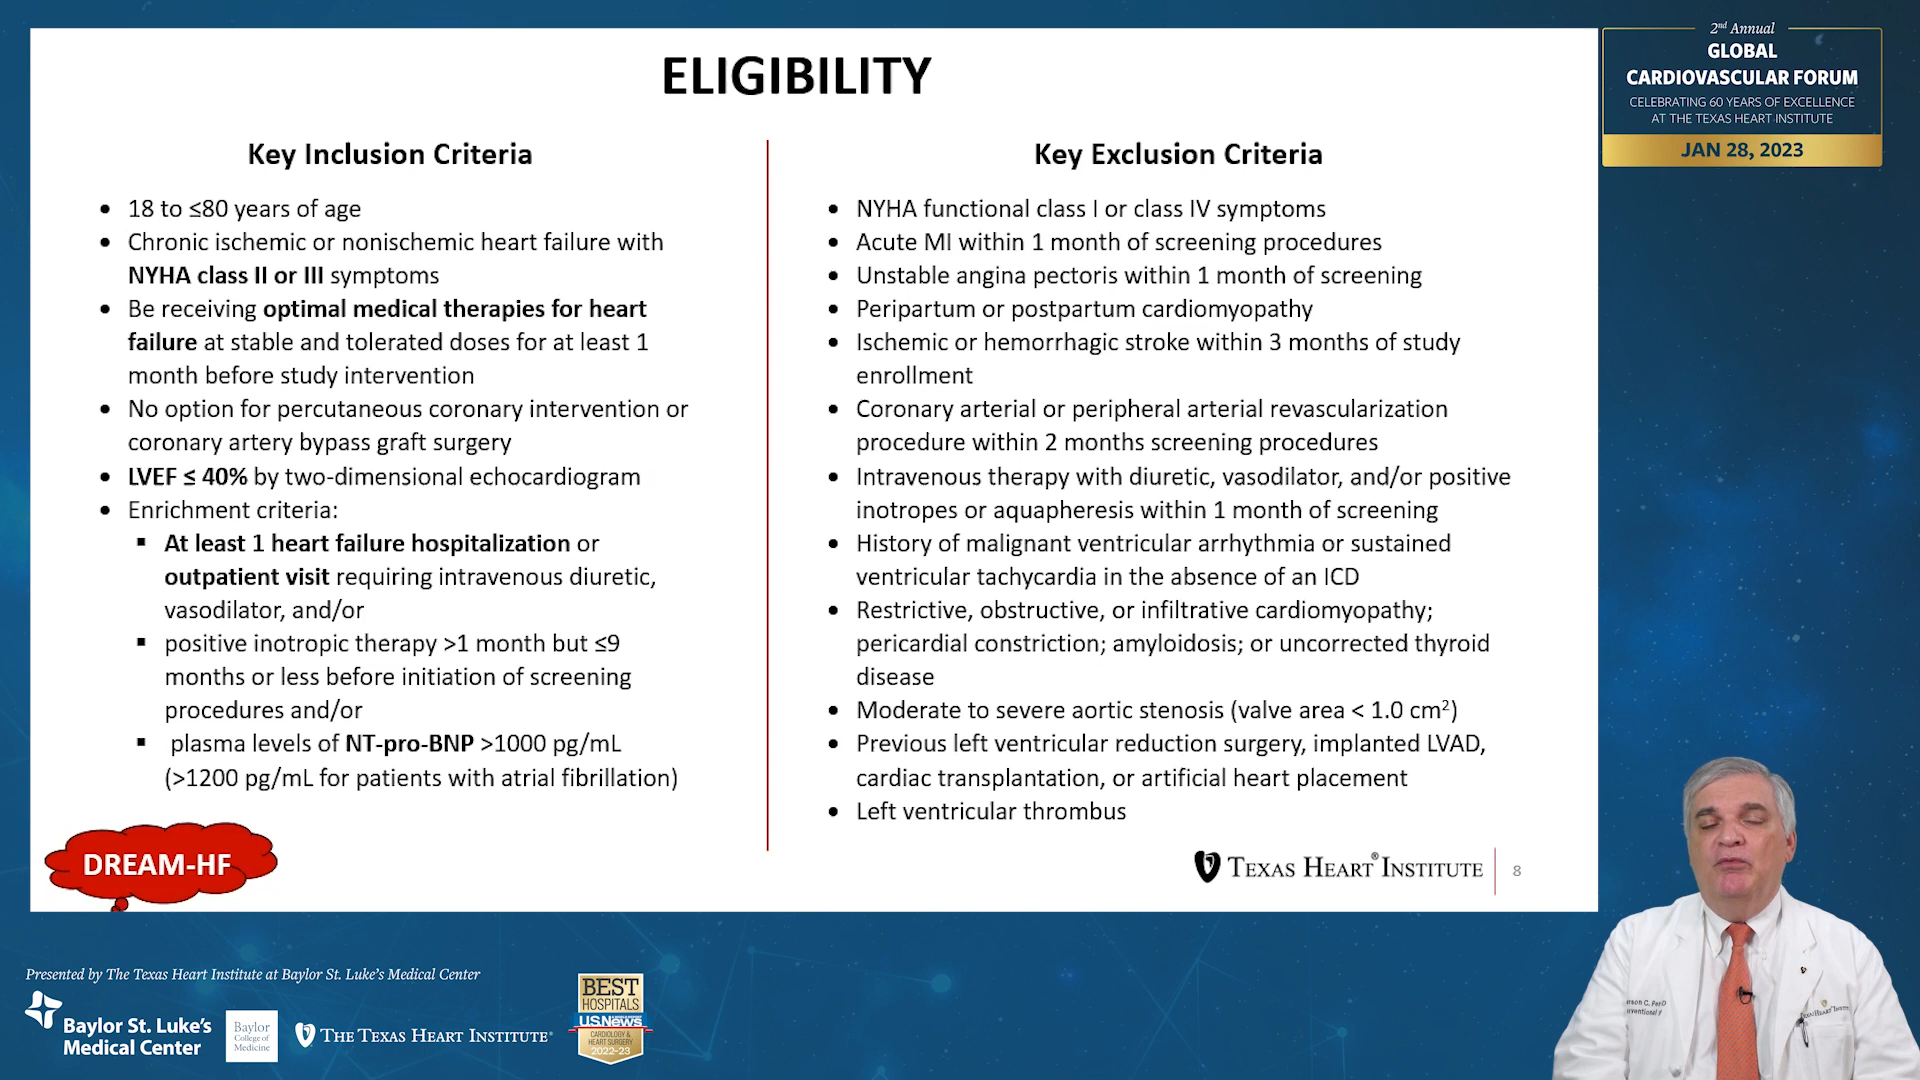 ELIGIBILITY
Key Inclusion Criteria
• 18 to ≤80 years of age
• Chronic ischemic or nonischemic heart failure with
NYHA class II or III symptoms
• Be receiving optimal medical therapies for heart
failure at stable and tolerated doses for at least 1
month before study intervention
• No option for percutaneous coronary intervention or
coronary artery bypass graft surgery
• LVEF ≤ 40% by two-dimensional echocardiogram
• Enrichment criteria:
▪ At least 1 heart failure hospitalization or
outpatient visit requiring intravenous diuretic,
vasodilator, and/or
▪ positive inotropic therapy >1 month but ≤9
months or less before initiation of screening
procedures and/or
▪ plasma levels of NT-pro-BNP >1000 pg/mL
(>1200 pg/mL for patients with atrial fibrillation)
Key Exclusion Criteria
• NYHA functional class I or class IV symptoms
• Acute MI within 1 month of screening procedures
• Unstable angina pectoris within 1 month of screening
• Peripartum or postpartum cardiomyopathy
• Ischemic or hemorrhagic stroke within 3 months of study
enrollment
• Coronary arterial or peripheral arterial revascularization
procedure within 2 months screening procedures
• Intravenous therapy with diuretic, vasodilator, and/or positive
inotropes or aquapheresis within 1 month of screening
• History of malignant ventricular arrhythmia or sustained
ventricular tachycardia in the absence of an ICD
• Restrictive, obstructive, or infiltrative cardiomyopathy;
pericardial constriction; amyloidosis; or uncorrected thyroid
disease
• Moderate to severe aortic stenosis (valve area < 1.0 cm²)
• Previous left ventricular reduction surgery, implanted LVAD,
cardiac transplantation, or artificial heart placement
• Left ventricular thrombus
DREAM-HF
TEXAS HEART® INSTITUTE
8
2nd Annual
GLOBAL
CARDIOVASCULAR FORUM
CELEBRATING 60 YEARS OF EXCELLENCE
AT THE TEXAS HEART INSTITUTE
JAN 28, 2023
Presented by The Texas Heart Institute at Baylor St. Luke's Medical Center
Baylor St. Luke's
Medical Center
Baylor
College of
Medicine
THE TEXAS HEART INSTITUTE®
BEST
HOSPITALS
U.S.News
CARDIOLOGY &
HEART SURGERY
2022-23
Texas Heart Institute